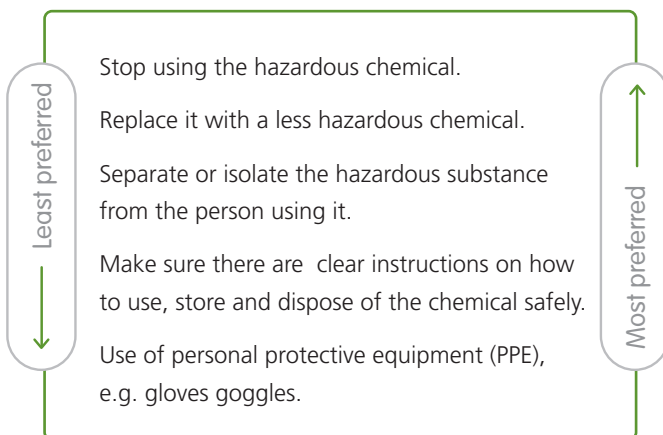 Least preferred
Stop using the hazardous chemical.
Replace it with a less hazardous chemical.
Separate or isolate the hazardous substance
from the person using it.
Make sure there are clear instructions on how
to use, store and dispose of the chemical safely.
Use of personal protective equipment (PPE),
e.g. gloves goggles.
Most preferred